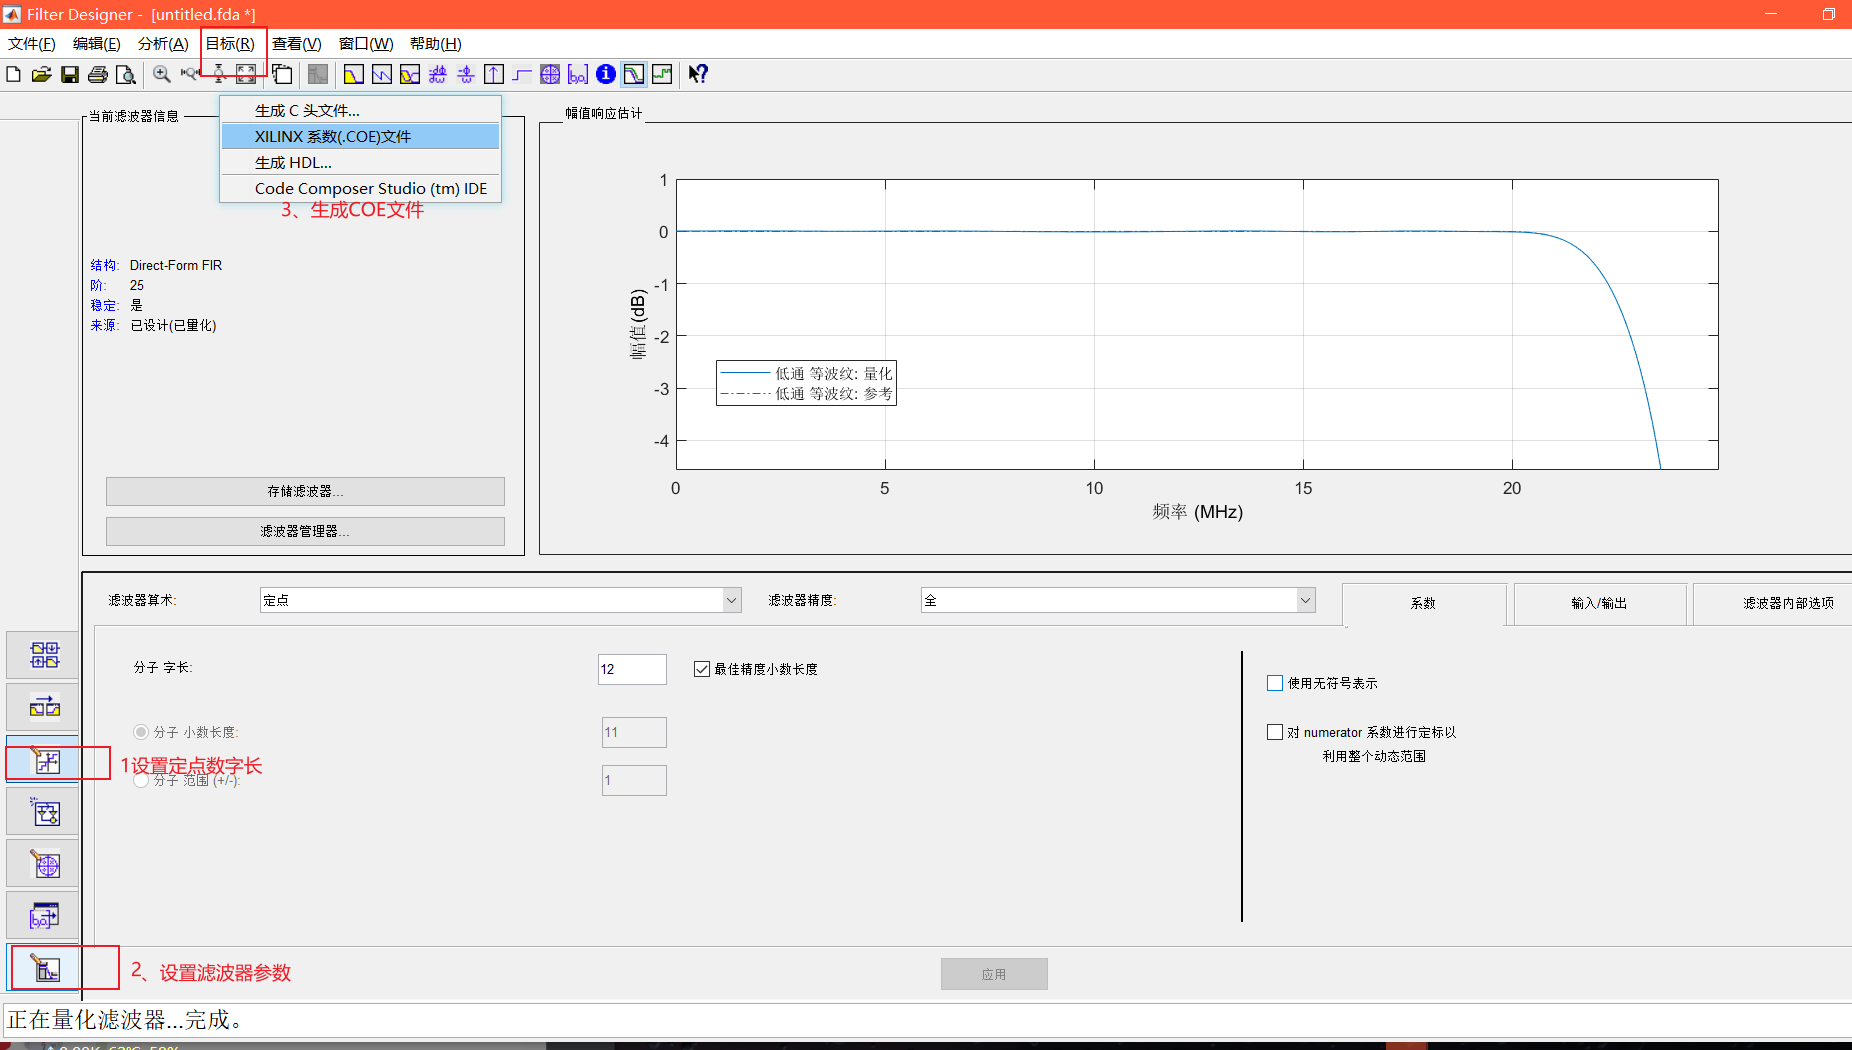 Filter Designer - [untitled.fda *]
文件(F) 编辑(E) 分析(A) 目标(R) 查看(V) 窗口(W) 帮助(H)
当前滤波器信息
生成 C 头文件...
XILINX 系数(.COE)文件
生成 HDL...
Code Composer Studio (tm) IDE
3、生成COE文件
结构: Direct-Form FIR
阶: 25
稳定: 是
来源: 已设计(已量化)
存储滤波器...
滤波器管理器...
幅值响应估计
1
0
-1
-2
-3
-4
幅值(dB)
低通 等波纹: 量化
低通 等波纹: 参考
0 5 10 15 20
频率 (MHz)
滤波器算术: 定点 滤波器精度: 全
系数 输入/输出 滤波器内部选项
分子 字长: 12 最佳精度小数长度
分子 小数长度: 11
1设置定点数字长
分子 范围 (+/-): 1
使用无符号表示
对 numerator 系数进行定标以
利用整个动态范围
2、设置滤波器参数
应用
正在量化滤波器...完成。